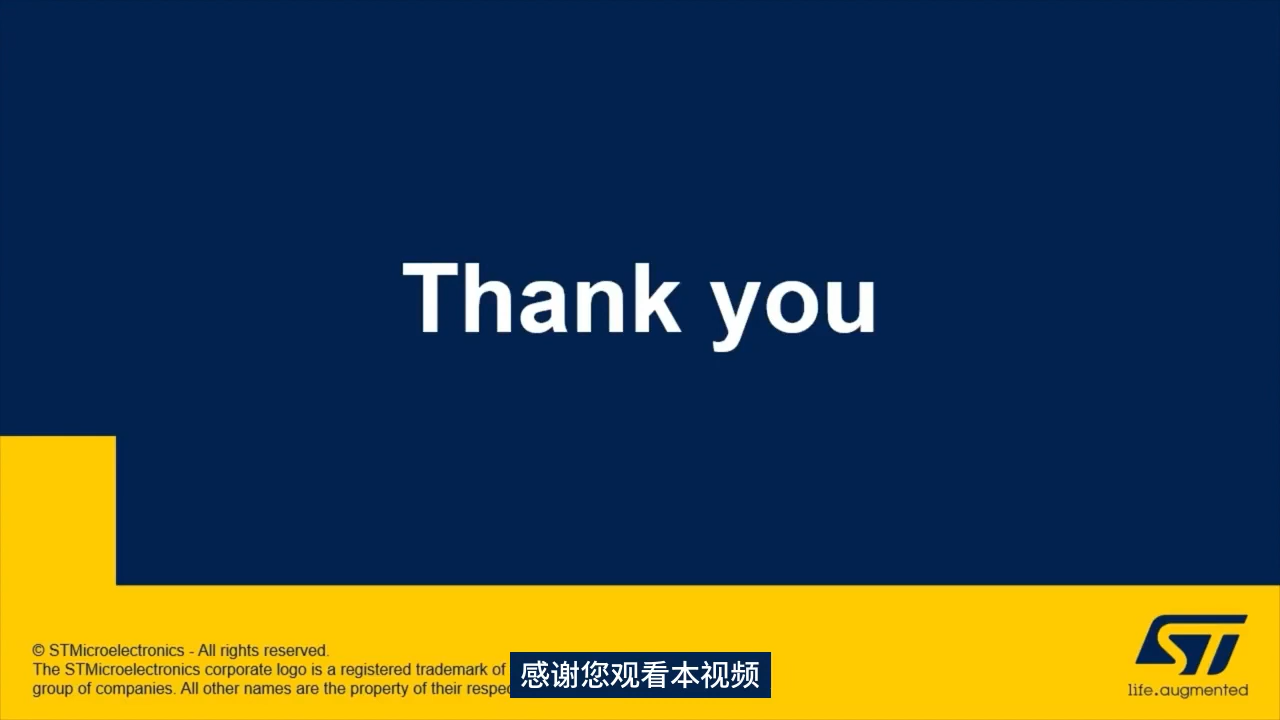 Thank you
© STMicroelectronics - All rights reserved.
The STMicroelectronics corporate logo is a registered trademark of
group of companies. All other names are the property of their
感谢您观看本视频
ST
life.augmented